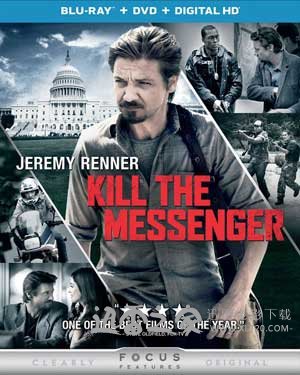 BLU-RAY + DVD + DIGITAL HD
JEREMY RENNER
KILL THE
MESSENGER
ONE OF THE BEST FILMS OF THE YEAR."
CLEARLY FOCUS ORIGINAL
FEATURES